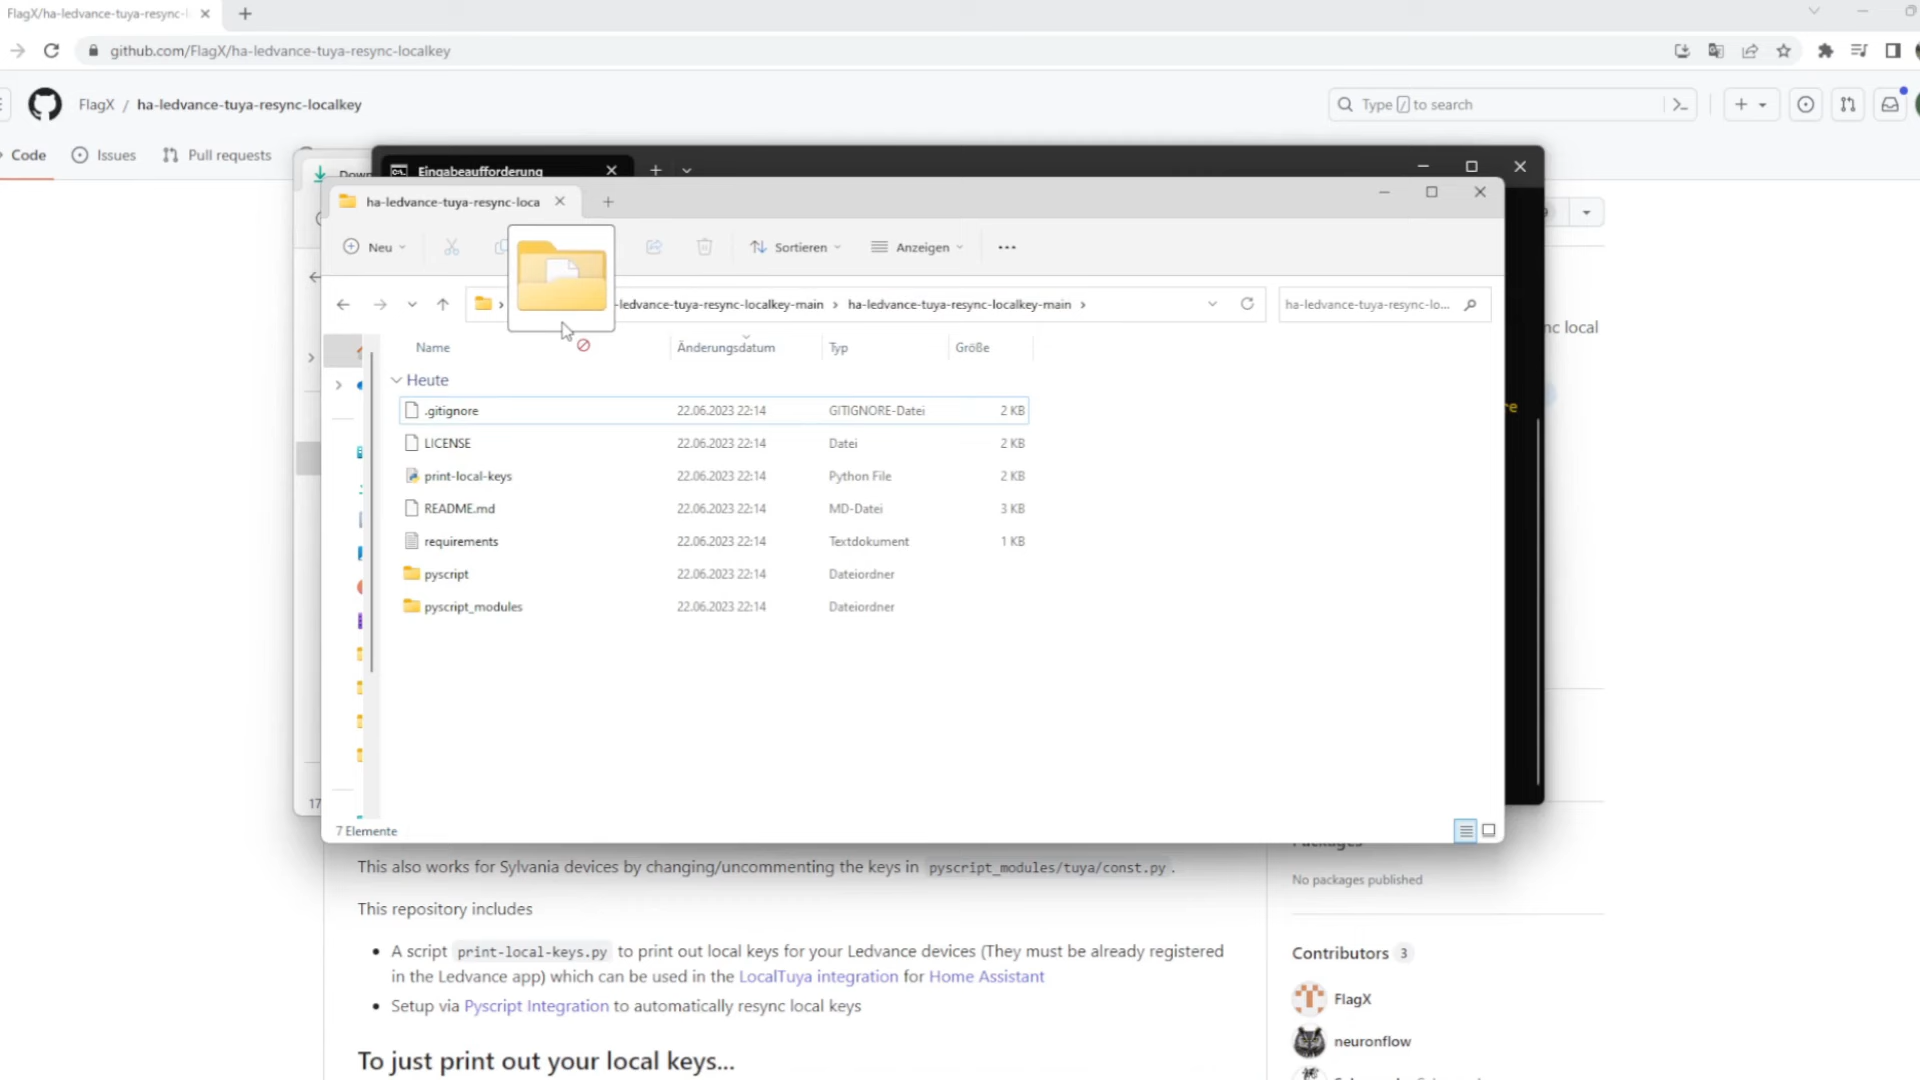 FlagX/ha-ledvance-tuya-resync-l
github.com/FlagX/ha-ledvance-tuya-resync-localkey
FlagX / ha-ledvance-tuya-resync-localkey
Type / to search
Code Issues Pull requests
Eingabeaufforderung
ha-ledvance-tuya-resync-loca
Neu Sortieren Anzeigen
-ledvance-tuya-resync-localkey-main › ha-ledvance-tuya-resync-localkey-main ›
ha-ledvance-tuya-resync-lo...
nc local
Name Änderungsdatum Typ Größe
Heute
.gitignore 22.06.2023 22:14 GITIGNORE-Datei 2 KB
LICENSE 22.06.2023 22:14 Datei 2 KB
print-local-keys 22.06.2023 22:14 Python File 2 KB
README.md 22.06.2023 22:14 MD-Datei 3 KB
requirements 22.06.2023 22:14 Textdokument 1 KB
pyscript 22.06.2023 22:14 Dateiordner
pyscript_modules 22.06.2023 22:14 Dateiordner
17
7 Elemente
This also works for Sylvania devices by changing/uncommenting the keys in pyscript_modules/tuya/const.py .
This repository includes
• A script print-local-keys.py to print out local keys for your Ledvance devices (They must be already registered
in the Ledvance app) which can be used in the LocalTuya integration for Home Assistant
• Setup via Pyscript Integration to automatically resync local keys
To just print out your local keys...
Packages
No packages published
Contributors 3
FlagX
neuronflow